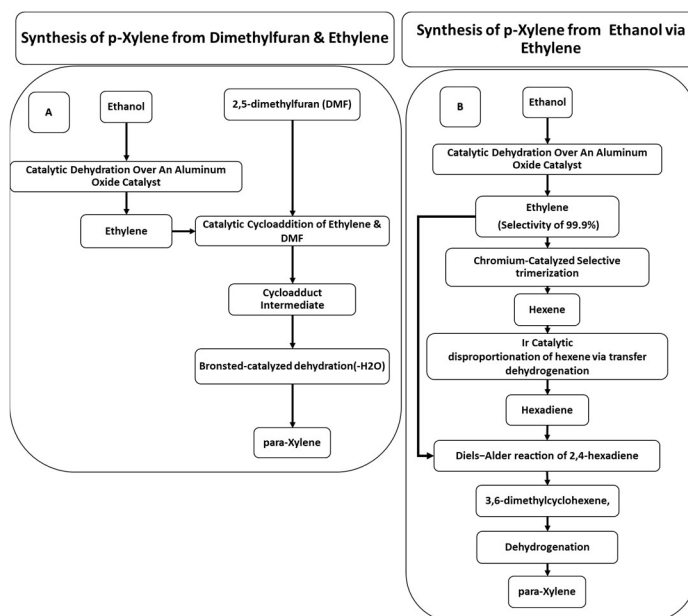 Synthesis of p-Xylene from Dimethylfuran & Ethylene
A
Ethanol
2,5-dimethylfuran (DMF)
Catalytic Dehydration Over An Aluminum
Oxide Catalyst
Ethylene
Catalytic Cycloaddition of Ethylene &
DMF
Cycloadduct
Intermediate
Bronsted-catalyzed dehydration(-H2O)
para-Xylene
Synthesis of p-Xylene from Ethanol via
Ethylene
B
Ethanol
Catalytic Dehydration Over An Aluminum
Oxide Catalyst
Ethylene
(Selectivity of 99.9%)
Chromium-Catalyzed Selective
trimerization
Hexene
Ir Catalytic
disproportionation of hexene via transfer
dehydrogenation
Hexadiene
Diels–Alder reaction of 2,4-hexadiene
3,6-dimethylcyclohexene,
Dehydrogenation
para-Xylene